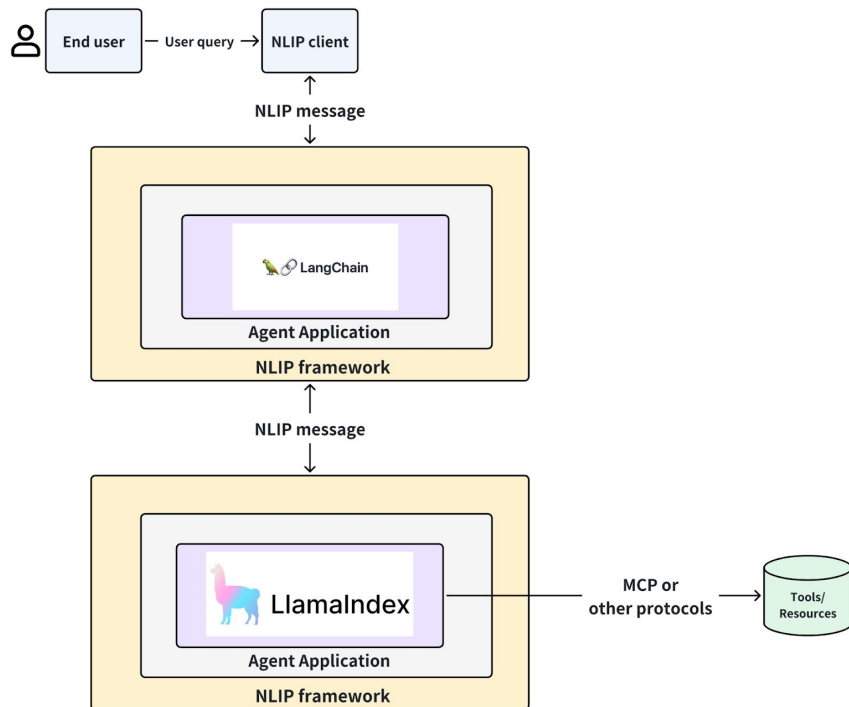 End user
User query
NLIP client
NLIP message
LangChain
Agent Application
NLIP framework
NLIP message
LlamaIndex
Agent Application
NLIP framework
MCP or
other protocols
Tools/
Resources